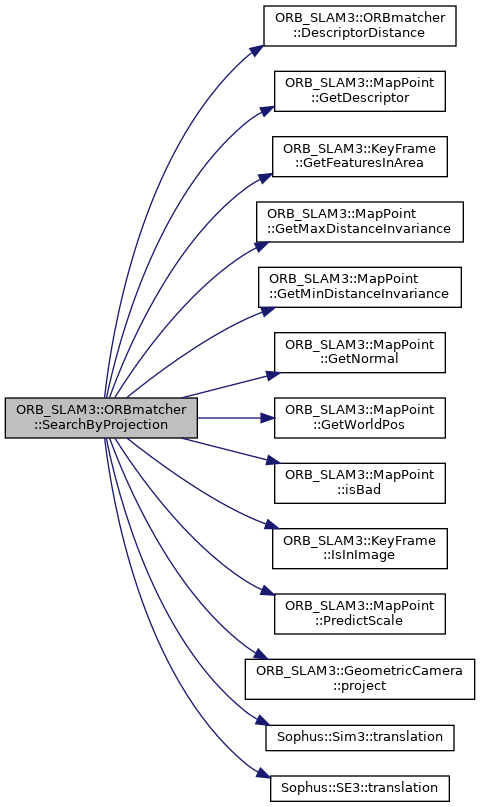 ORB_SLAM3::ORBmatcher
::DescriptorDistance
ORB_SLAM3::MapPoint
::GetDescriptor
ORB_SLAM3::KeyFrame
::GetFeaturesInArea
ORB_SLAM3::MapPoint
::GetMaxDistanceInvariance
ORB_SLAM3::MapPoint
::GetMinDistanceInvariance
ORB_SLAM3::MapPoint
::GetNormal
ORB_SLAM3::ORBmatcher
::SearchByProjection
ORB_SLAM3::MapPoint
::GetWorldPos
ORB_SLAM3::MapPoint
::isBad
ORB_SLAM3::KeyFrame
::IsInImage
ORB_SLAM3::MapPoint
::PredictScale
ORB_SLAM3::GeometricCamera
::project
Sophus::Sim3::translation
Sophus::SE3::translation